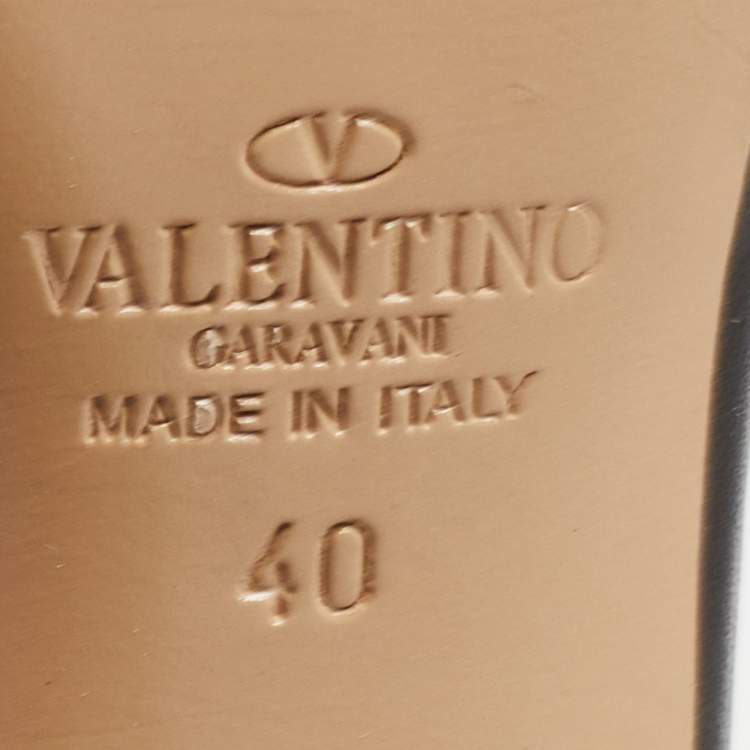 V
VALENTINO
GARAVANI
MADE IN ITALY
40